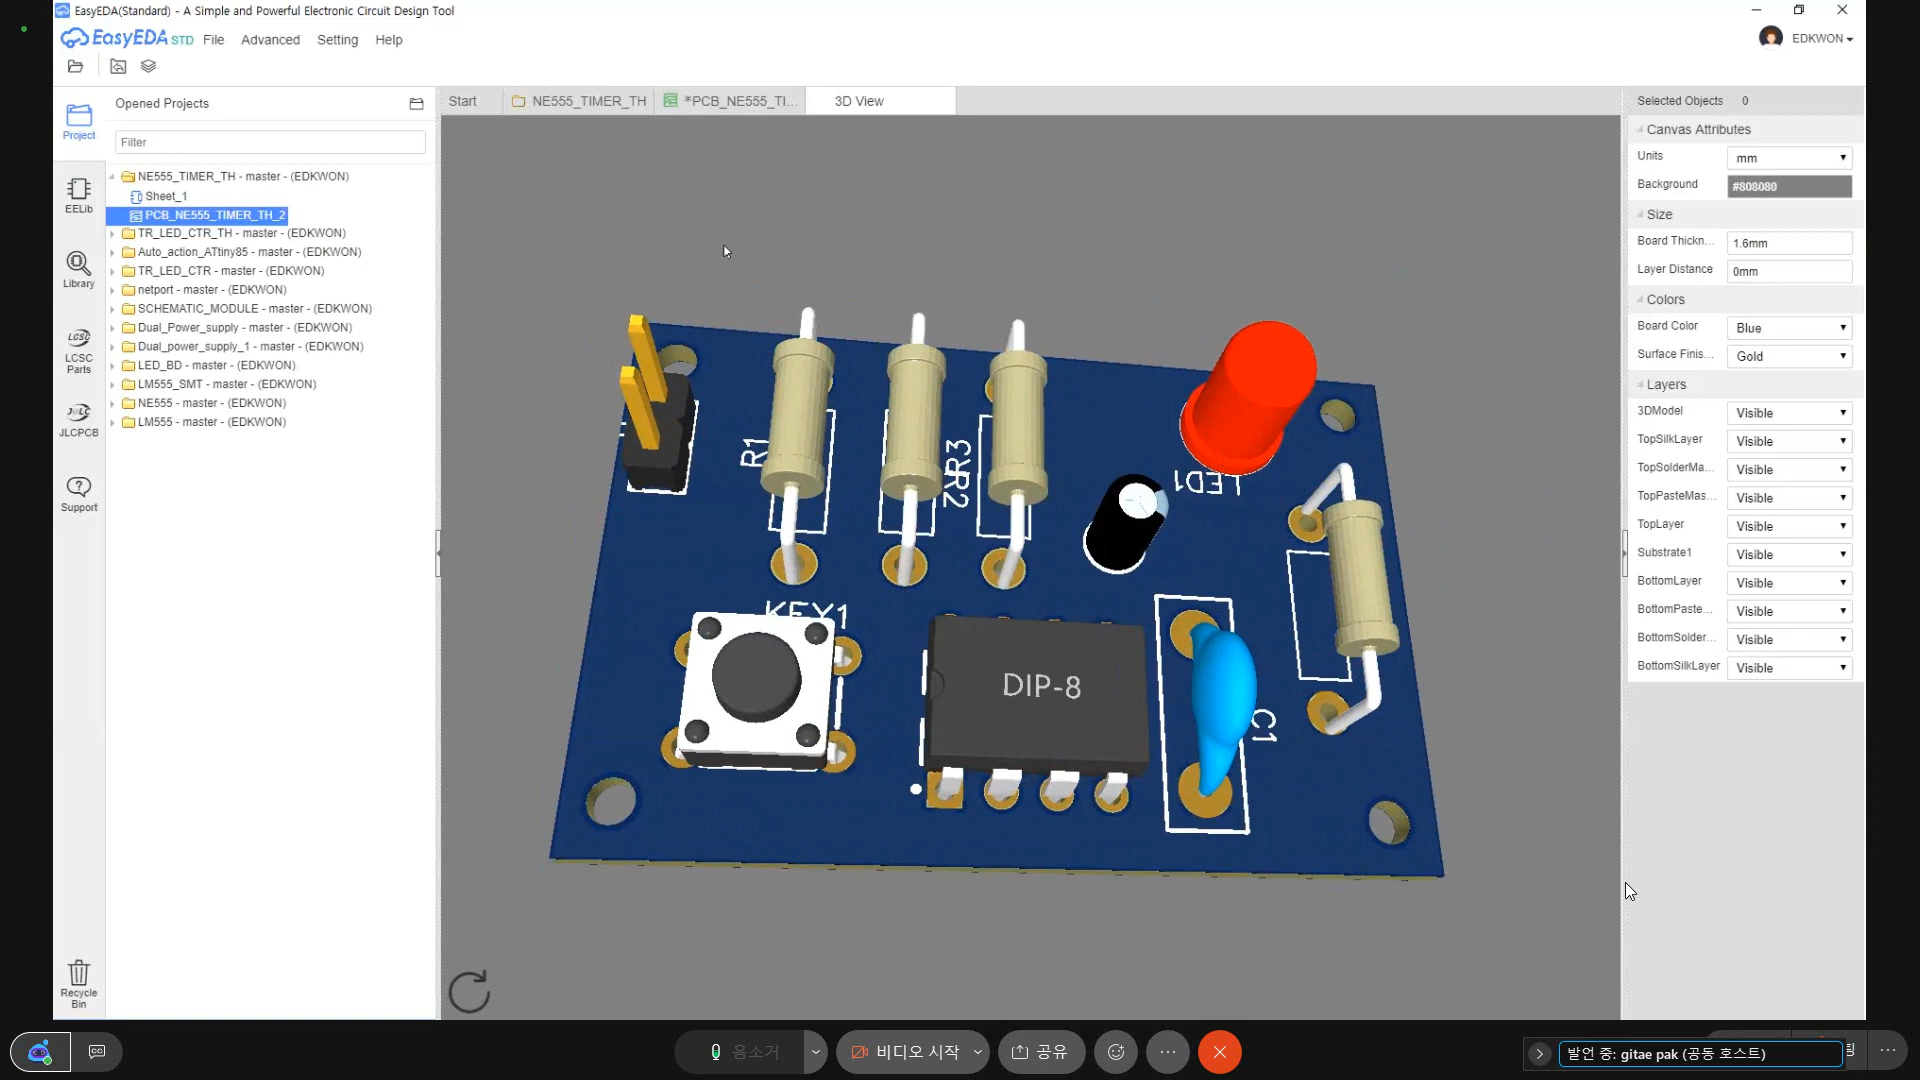 EasyEDA(Standard) - A Simple and Powerful Electronic Circuit Design Tool
EasyEDA STD File Advanced Setting Help
EDKWON
Project
EELib
Library
LCSC
LCSC
Parts
JLC
JLCPCB
Support
Recycle
Bin
Opened Projects
Filter
NE555_TIMER_TH - master - (EDKWON)
Sheet_1
PCB_NE555_TIMER_TH_2
TR_LED_CTR_TH - master - (EDKWON)
Auto_action_ATtiny85 - master - (EDKWON)
TR_LED_CTR - master - (EDKWON)
netport - master - (EDKWON)
SCHEMATIC_MODULE - master - (EDKWON)
Dual_Power_supply - master - (EDKWON)
Dual_power_supply_1 - master - (EDKWON)
LED_BD - master - (EDKWON)
LM555_SMT - master - (EDKWON)
NE555 - master - (EDKWON)
LM555 - master - (EDKWON)
Start NE555_TIMER_TH *PCB_NE555_TI... 3D View
R1
R3
R2
LED1
KEY1
DIP-8
C1
Selected Objects 0
Canvas Attributes
Units mm
Background #808080
Size
Board Thickn... 1.6mm
Layer Distance 0mm
Colors
Board Color Blue
Surface Finis... Gold
Layers
3DModel Visible
TopSilkLayer Visible
TopSolderMa... Visible
TopPasteMas... Visible
TopLayer Visible
Substrate1 Visible
BottomLayer Visible
BottomPaste... Visible
BottomSolder... Visible
BottomSilkLayer Visible
CC
음소거
비디오 시작
공유
발언 중: gitae pak (공동 호스트)